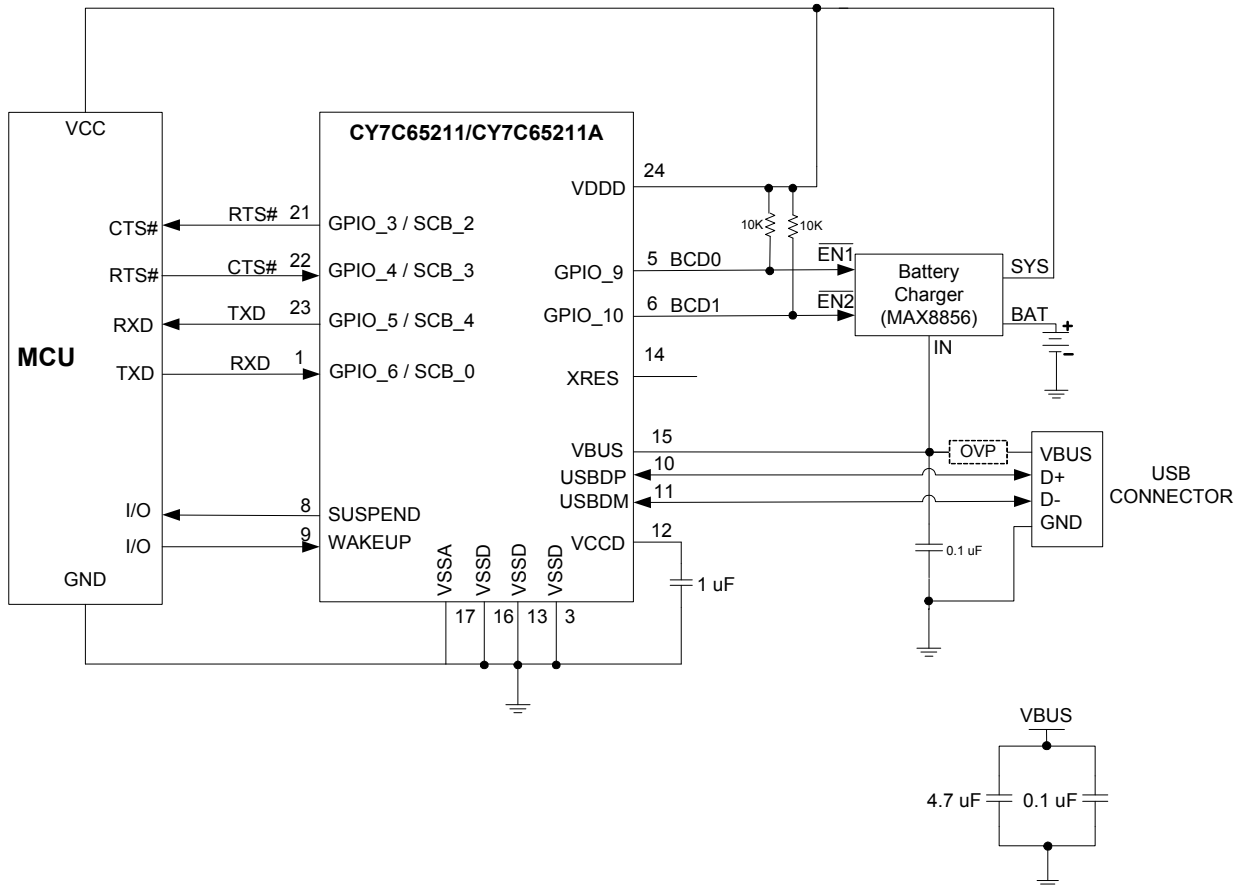 CY7C65211/CY7C65211A
MCU
VCC
CTS#
RTS#
RXD
TXD
I/O
I/O
GND
RTS# 21
CTS# 22
TXD 23
RXD 1
8
9
GPIO_3 / SCB_2
GPIO_4 / SCB_3
GPIO_5 / SCB_4
GPIO_6 / SCB_0
SUSPEND
WAKEUP
VSSA
VSSD
VSSD
VSSD
17
16
13
3
VDDD
24
GPIO_9
5 BCD0
GPIO_10
6 BCD1
XRES
14
VBUS
15
USBDP
10
USBDM
11
VCCD
12
1 uF
10K
10K
EN1
EN2
Battery
Charger
(MAX8856)
SYS
BAT
+
-
IN
OVP
VBUS
D+
D-
GND
USB
CONNECTOR
0.1 uF
VBUS
4.7 uF
0.1 uF